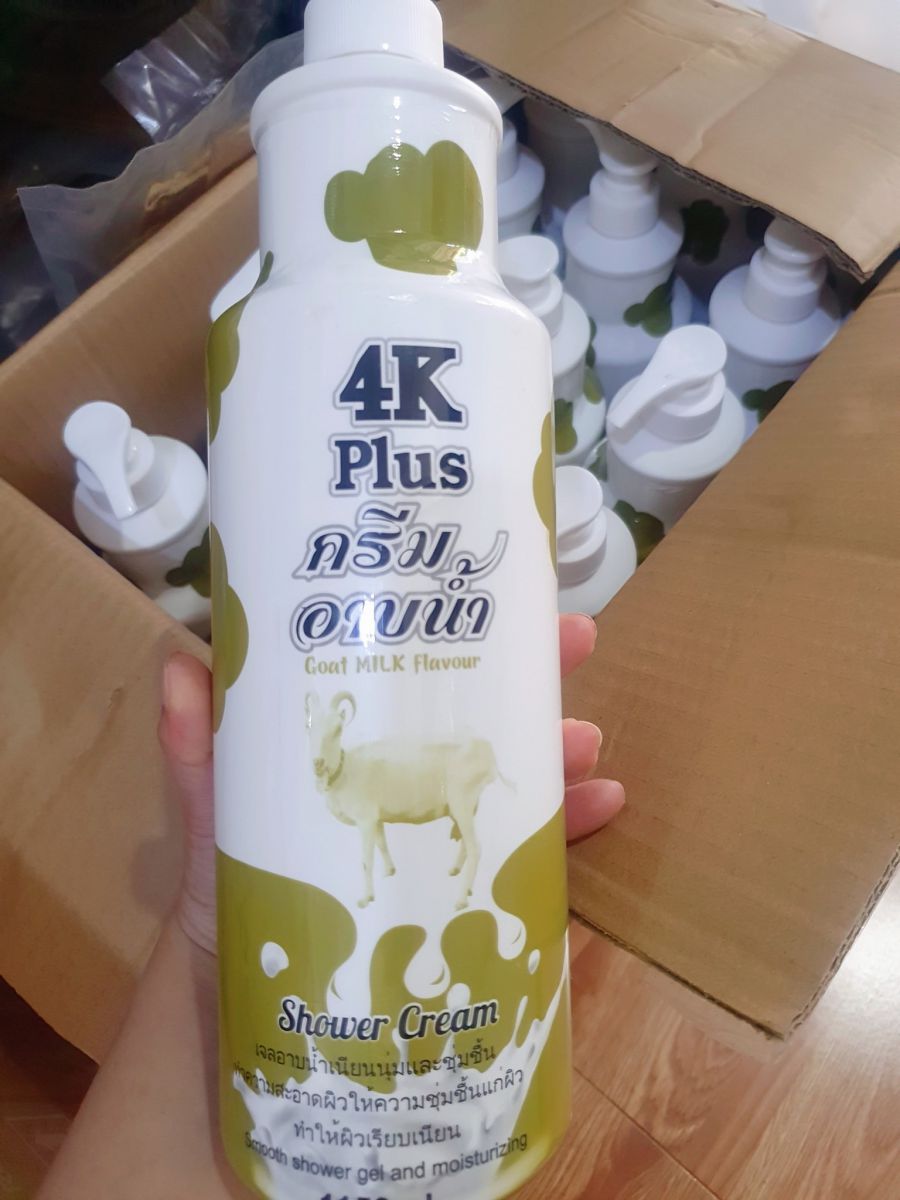 4K
Plus
ครีม
อาบน้ำ
Goat MILK flavour
Shower Cream
เจลอาบน้ำเนียนนุ่มและชุ่มชื้น
ทำความสะอาดผิวให้ความชุ่มชื้นแก่ผิว
ทำให้ผิวเรียบเนียน
Smooth shower gel and moisturizing